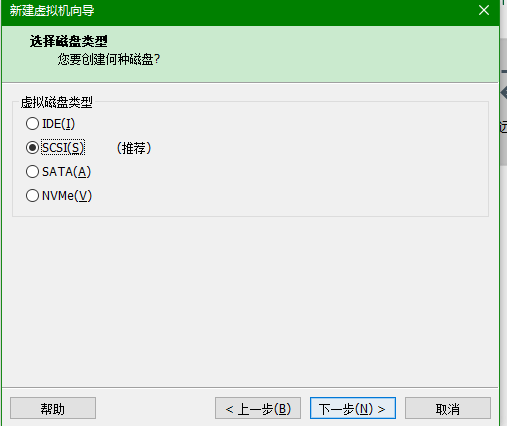 新建虚拟机向导
选择磁盘类型
您要创建何种磁盘?
虚拟磁盘类型
IDE(I)
SCSI(S) （推荐）
SATA(A)
NVMe(V)
帮助 < 上一步(B) 下一步(N) > 取消